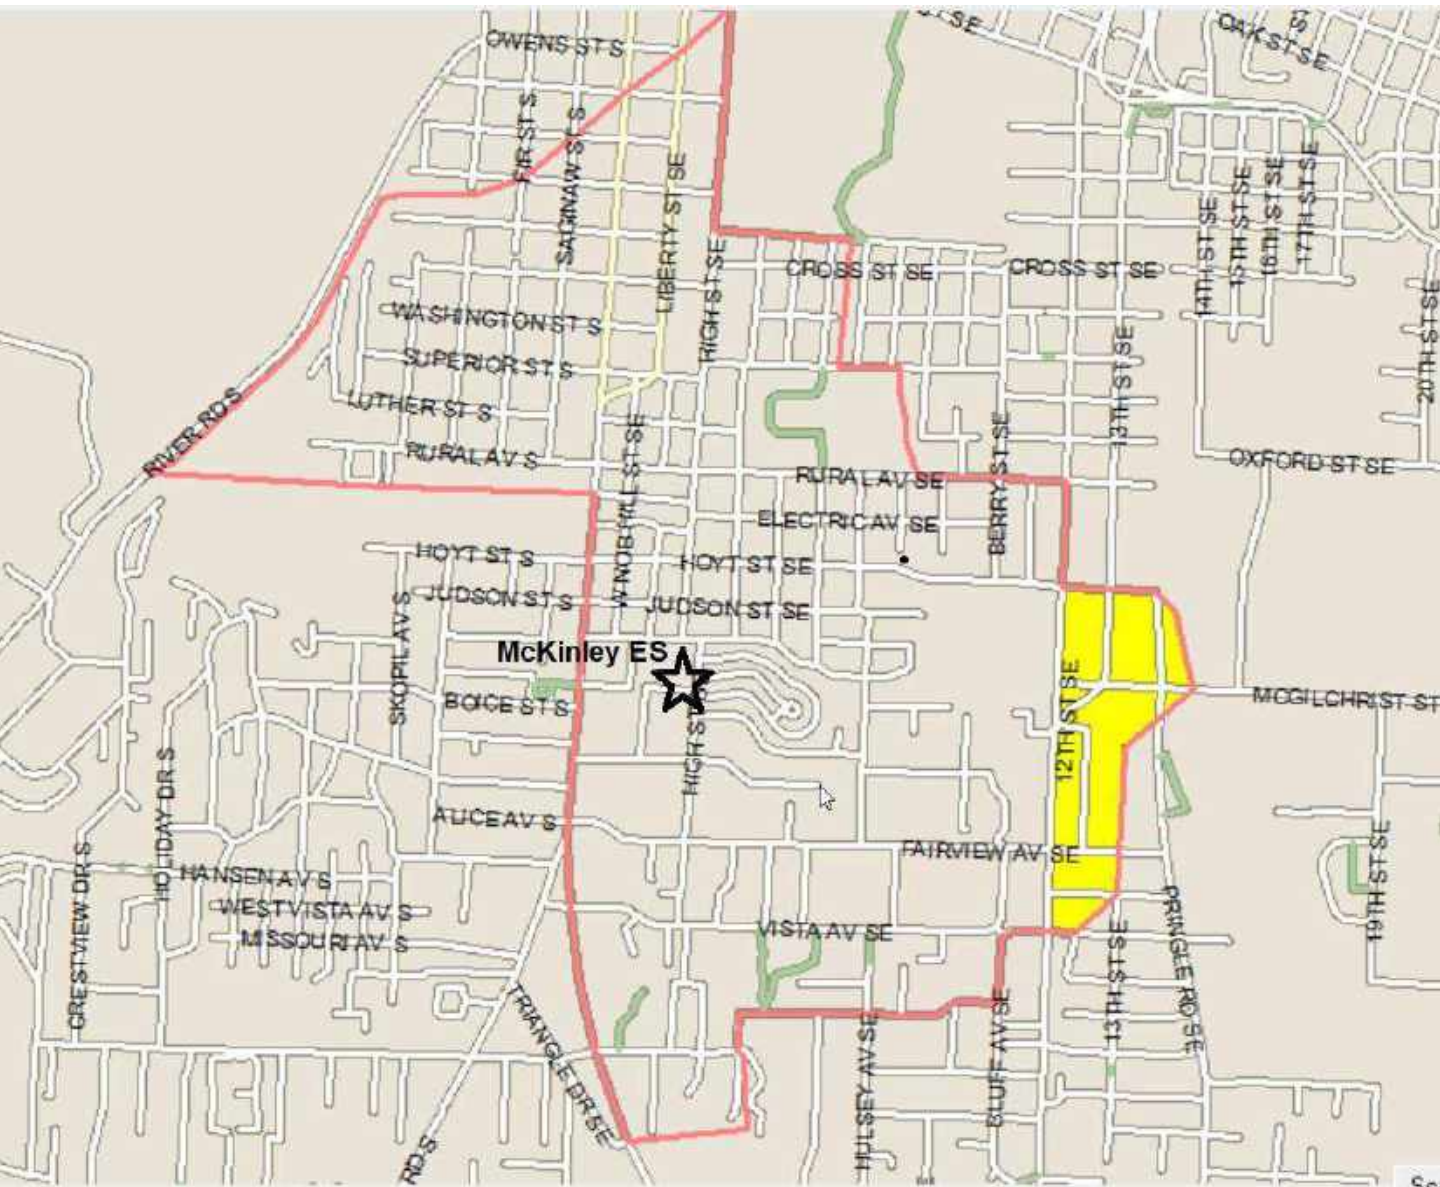 ST SE
OAK ST SE
ST S
OWENS ST S
FIR ST S
SAGINAW ST S
LIBERTY ST SE
HIGH ST SE
CROSS ST SE
CROSS ST SE
14TH ST SE
15TH ST SE
16TH ST SE
17TH ST SE
20TH ST SE
WASHINGTON ST S
SUPERIOR ST S
LUTHER ST S
RIVER RD S
13TH ST SE
RURAL AV S
RURAL AV SE
OXFORD ST SE
WNOB HILL ST SE
BERRY ST SE
ELECTRIC AV SE
HOYT ST S
HOYT ST SE
JUDSON ST S
JUDSON ST SE
SKOPIL AV S
McKinley ES
BOICE ST S
HIGH ST
12TH ST SE
MCGILCHRIST ST
HOLIDAY DR S
ALICE AV S
FAIRVIEW AV SE
CRESTVIEW DR S
HANSEN AV S
WESTVISTA AV S
MISSOURI AV S
VISTA AV SE
19TH ST SE
13TH ST SE
PRINGLE RD SE
TRIANGLE DR SE
HULSEY AV SE
BLUFF AV SE
RD S